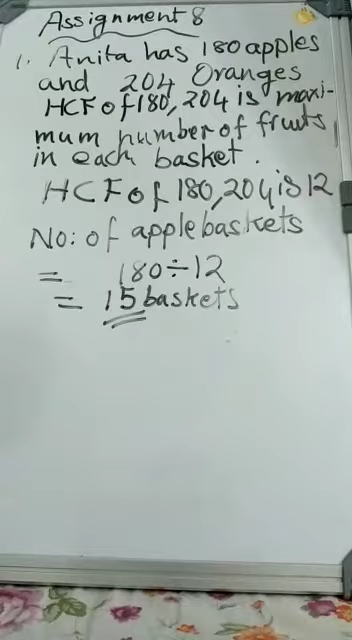 Assignment 8
1. Anita has 180 apples
and 204 Oranges
HCF of 180, 204 is maxi-
mum number of fruits
in each basket.
HCF of 180, 204 is 12
No: of apple baskets
= 180÷12
= 15 baskets